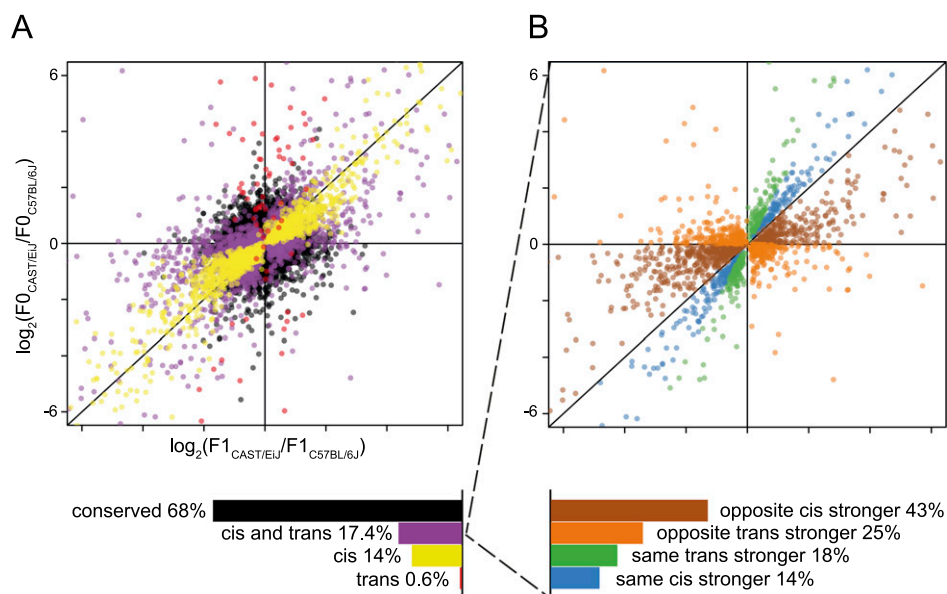 A
B
6
0
-6
log2(F0CAST/EiJ/F0C57BL/6J)
log2(F1CAST/EiJ/F1C57BL/6J)
6
0
-6
conserved 68%
cis and trans 17.4%
cis 14%
trans 0.6%
opposite cis stronger 43%
opposite trans stronger 25%
same trans stronger 18%
same cis stronger 14%